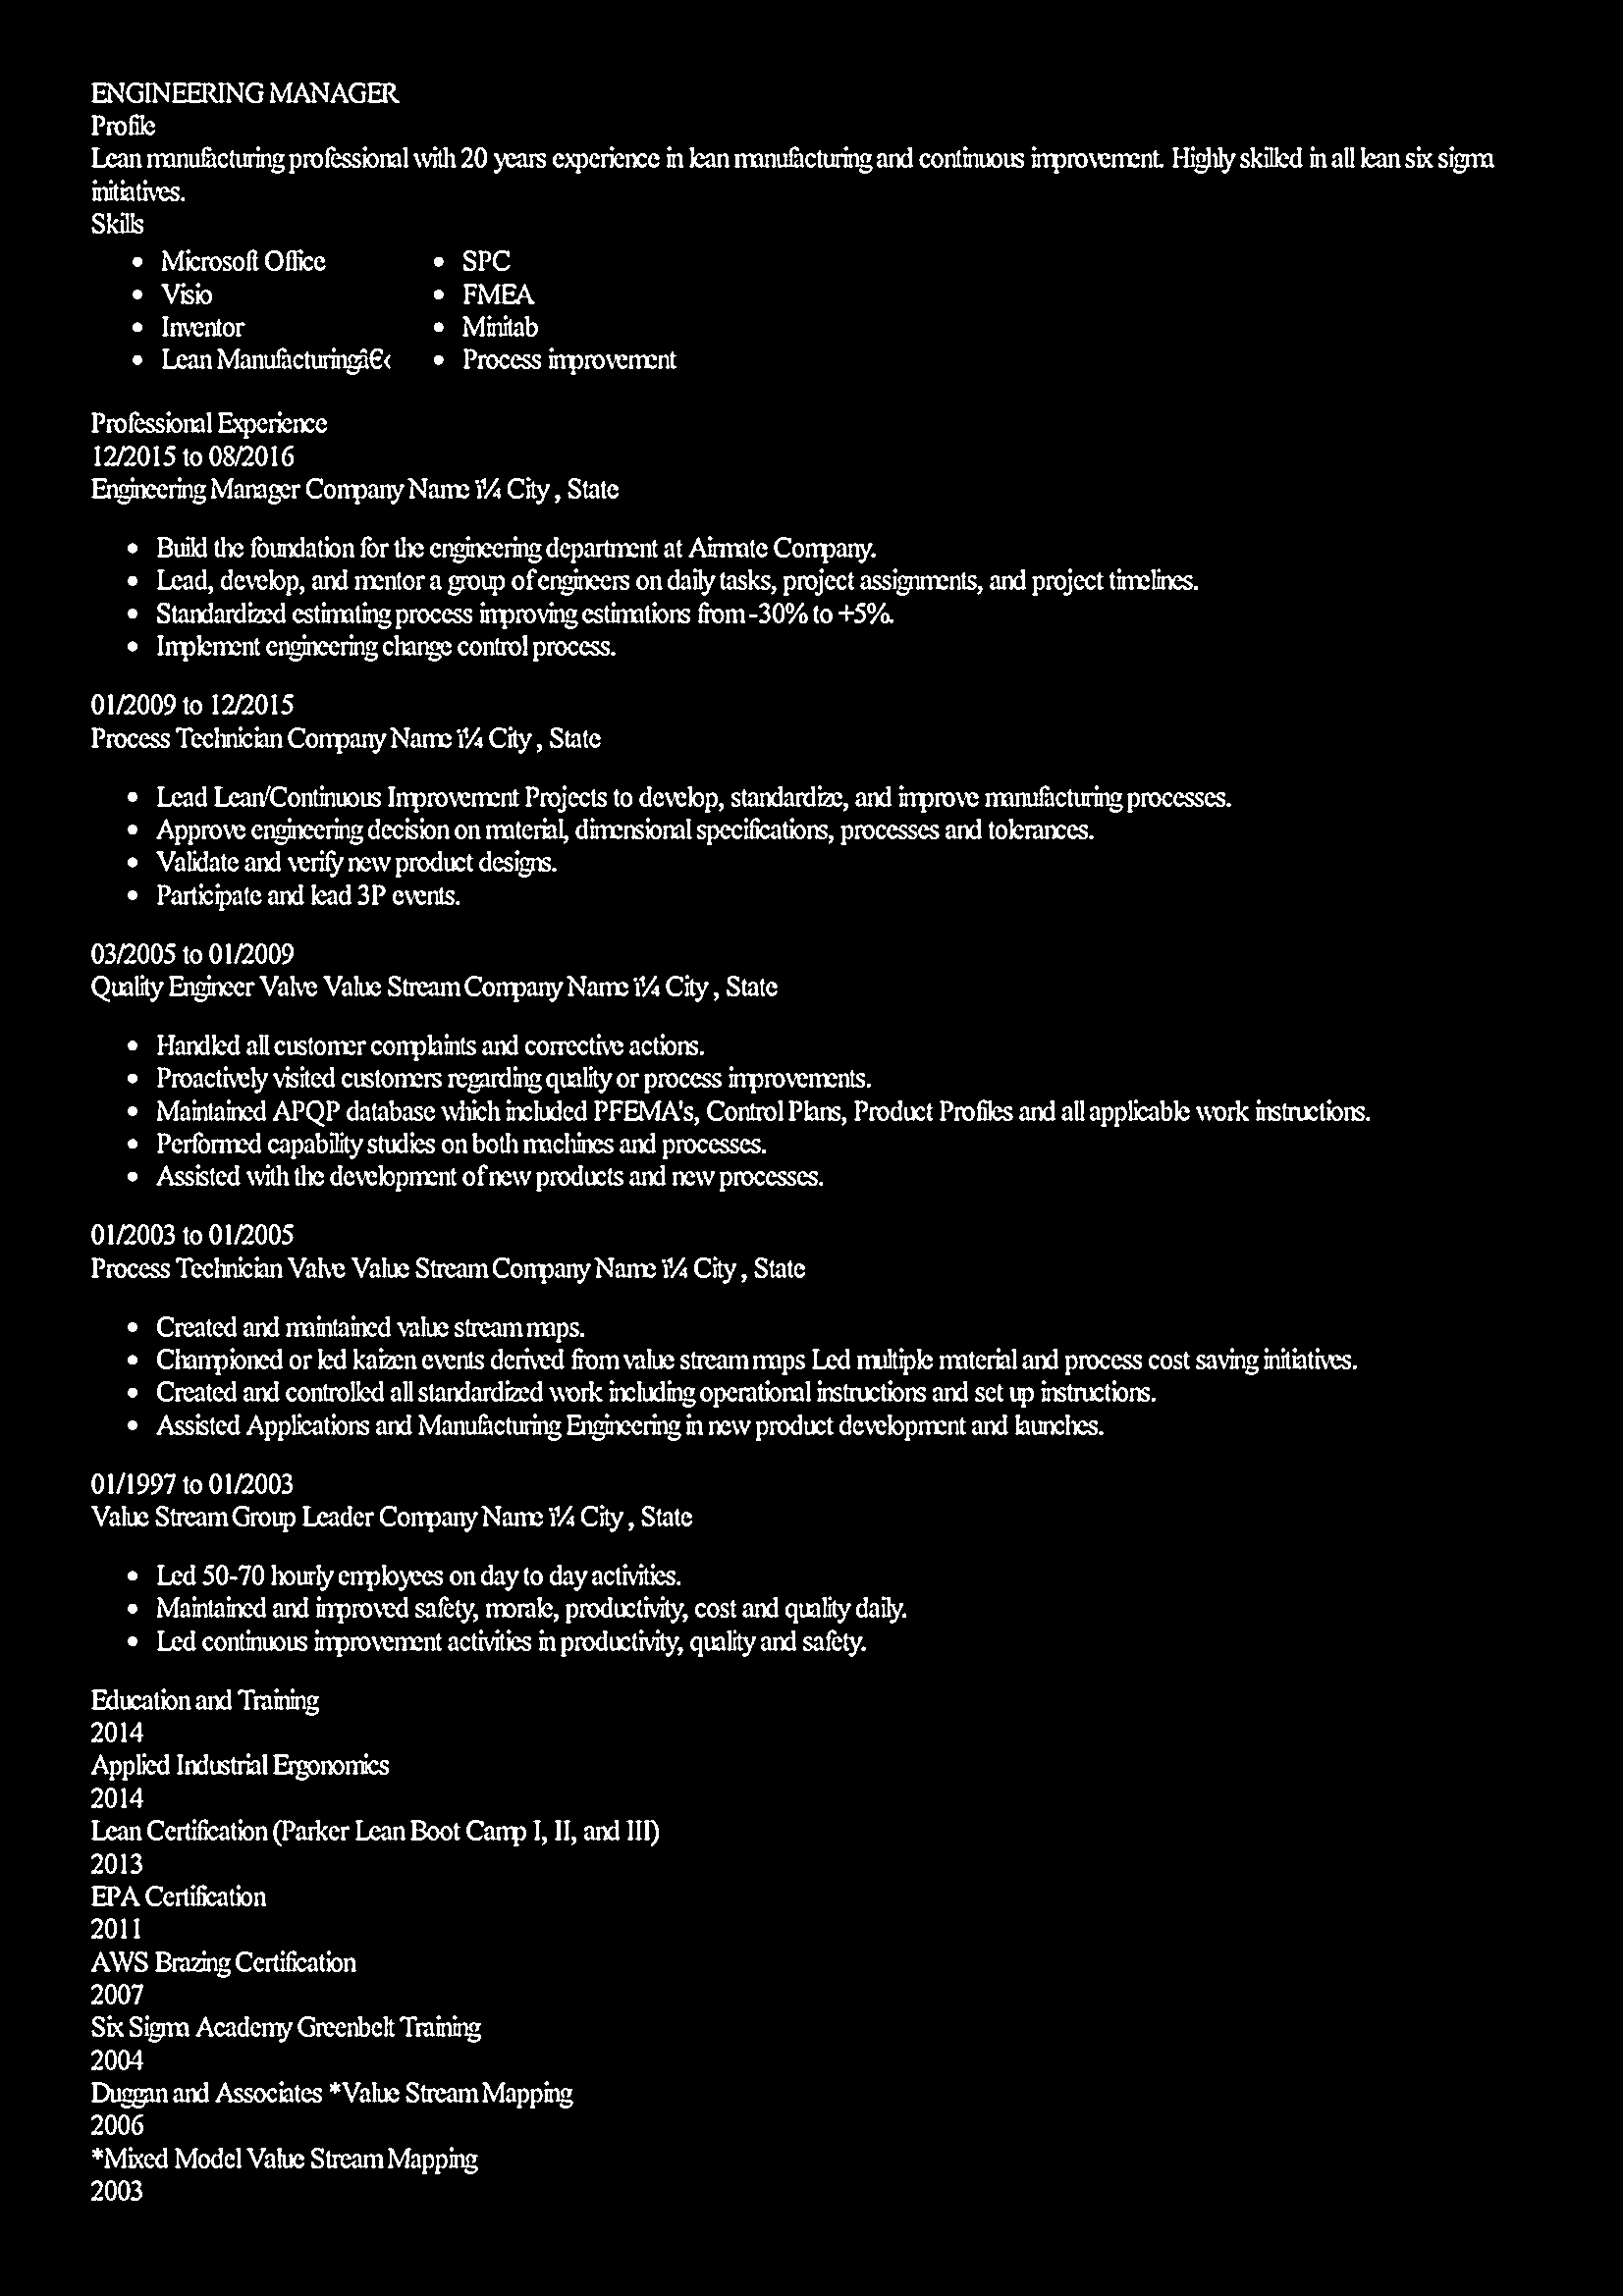 ENGINEERING MANAGER
Profile
Lean manufacturing professional with 20 years experience in lean manufacturing and continuous improvement. Highly skilled in all lean six sigma
initiatives.
Skills
• Microsoft Office
• Visio
• Inventor
• Lean Manufacturingâ€‹
• SPC
• FMEA
• Minitab
• Process improvement
Professional Experience
12/2015 to 08/2016
Engineering Manager Company Name ï¼ City , State
• Build the foundation for the engineering department at Airmate Company.
• Lead, develop, and mentor a group of engineers on daily tasks, project assignments, and project timelines.
• Standardized estimating process improving estimations from -30% to +5%.
• Implement engineering change control process.
01/2009 to 12/2015
Process Technician Company Name ï¼ City , State
• Lead Lean/Continuous Improvement Projects to develop, standardize, and improve manufacturing processes.
• Approve engineering decision on material, dimensional specifications, processes and tolerances.
• Validate and verify new product designs.
• Participate and lead 3P events.
03/2005 to 01/2009
Quality Engineer Valve Value Stream Company Name ï¼ City , State
• Handled all customer complaints and corrective actions.
• Proactively visited customers regarding quality or process improvements.
• Maintained APQP database which included PFEMA's, Control Plans, Product Profiles and all applicable work instructions.
• Performed capability studies on both machines and processes.
• Assisted with the development of new products and new processes.
01/2003 to 01/2005
Process Technician Valve Value Stream Company Name ï¼ City , State
• Created and maintained value stream maps.
• Championed or led kaizen events derived from value stream maps Led multiple material and process cost saving initiatives.
• Created and controlled all standardized work including operational instructions and set up instructions.
• Assisted Applications and Manufacturing Engineering in new product development and launches.
01/1997 to 01/2003
Value Stream Group Leader Company Name ï¼ City , State
• Led 50-70 hourly employees on day to day activities.
• Maintained and improved safety, morale, productivity, cost and quality daily.
• Led continuous improvement activities in productivity, quality and safety.
Education and Training
2014
Applied Industrial Ergonomics
2014
Lean Certification (Parker Lean Boot Camp I, II, and III)
2013
EPA Certification
2011
AWS Brazing Certification
2007
Six Sigma Academy Greenbelt Training
2004
Duggan and Associates *Value Stream Mapping
2006
*Mixed Model Value Stream Mapping
2003